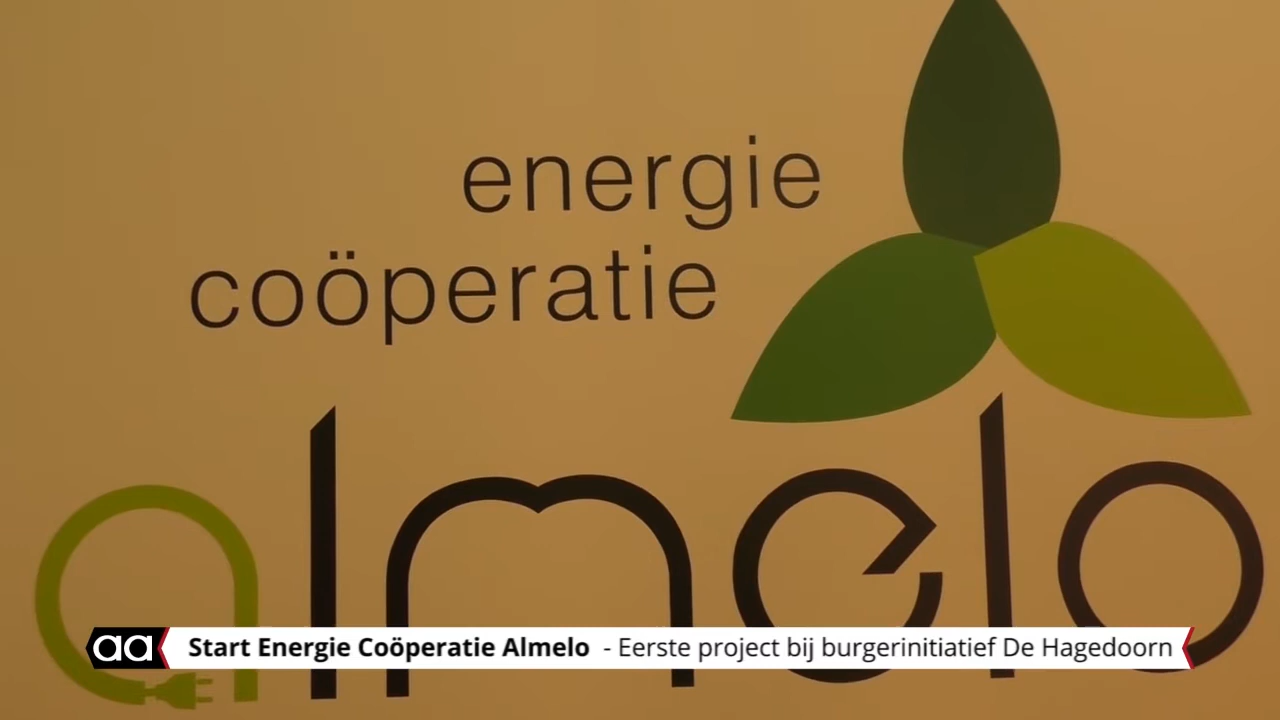 energie
coöperatie
almelo
aa Start Energie Coöperatie Almelo - Eerste project bij burgerinitiatief De Hagedoorn